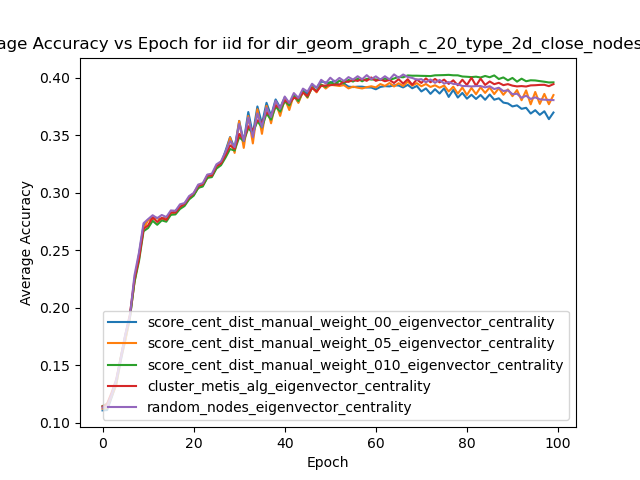 age Accuracy vs Epoch for iid for dir_geom_graph_c_20_type_2d_close_nodes
0.40
0.35
0.30
0.25
0.20
0.15
0.10
Average Accuracy
score_cent_dist_manual_weight_00_eigenvector_centrality
score_cent_dist_manual_weight_05_eigenvector_centrality
score_cent_dist_manual_weight_010_eigenvector_centrality
cluster_metis_alg_eigenvector_centrality
random_nodes_eigenvector_centrality
0 20 40 60 80 100
Epoch